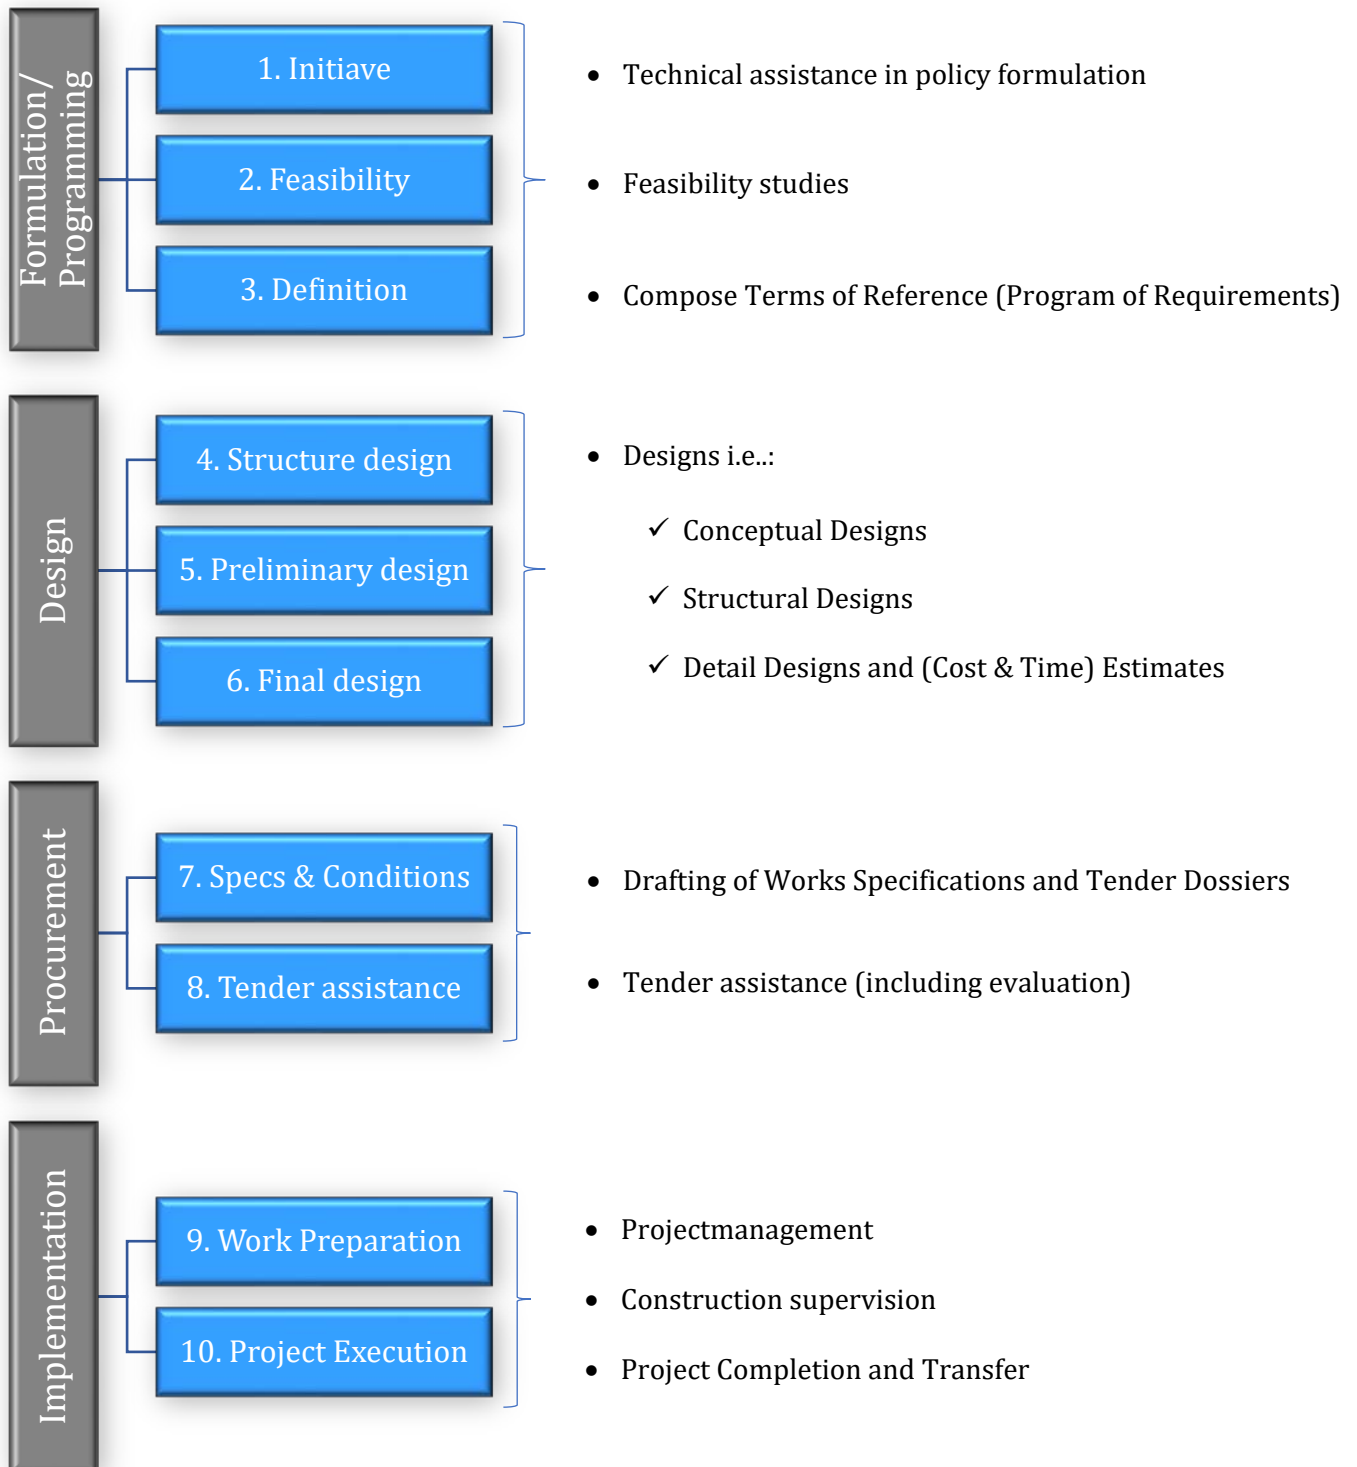 Formulation/
Programming
1. Initiave
2. Feasibility
3. Definition
• Technical assistance in policy formulation
• Feasibility studies
• Compose Terms of Reference (Program of Requirements)
Design
4. Structure design
5. Preliminary design
6. Final design
• Designs i.e..:
✓ Conceptual Designs
✓ Structural Designs
✓ Detail Designs and (Cost & Time) Estimates
Procurement
7. Specs & Conditions
8. Tender assistance
• Drafting of Works Specifications and Tender Dossiers
• Tender assistance (including evaluation)
Implementation
9. Work Preparation
10. Project Execution
• Projectmanagement
• Construction supervision
• Project Completion and Transfer